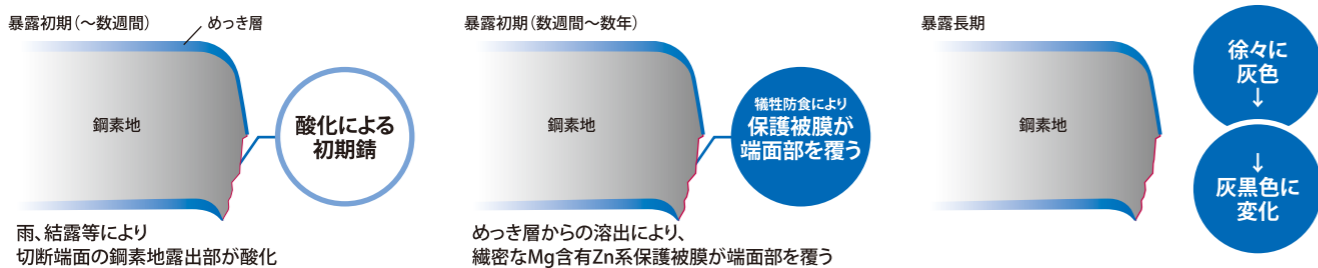 暴露初期(〜数週間)
めっき層
鋼素地
酸化による
初期錆
雨、結露等により
切断端面の鋼素地露出部が酸化
暴露初期(数週間〜数年)
鋼素地
犠牲防食により
保護被膜が
端面部を覆う
めっき層からの溶出により、
繊密なMg含有Zn系保護被膜が端面部を覆う
暴露長期
鋼素地
徐々に
灰色
↓
↓
灰黒色に
変化